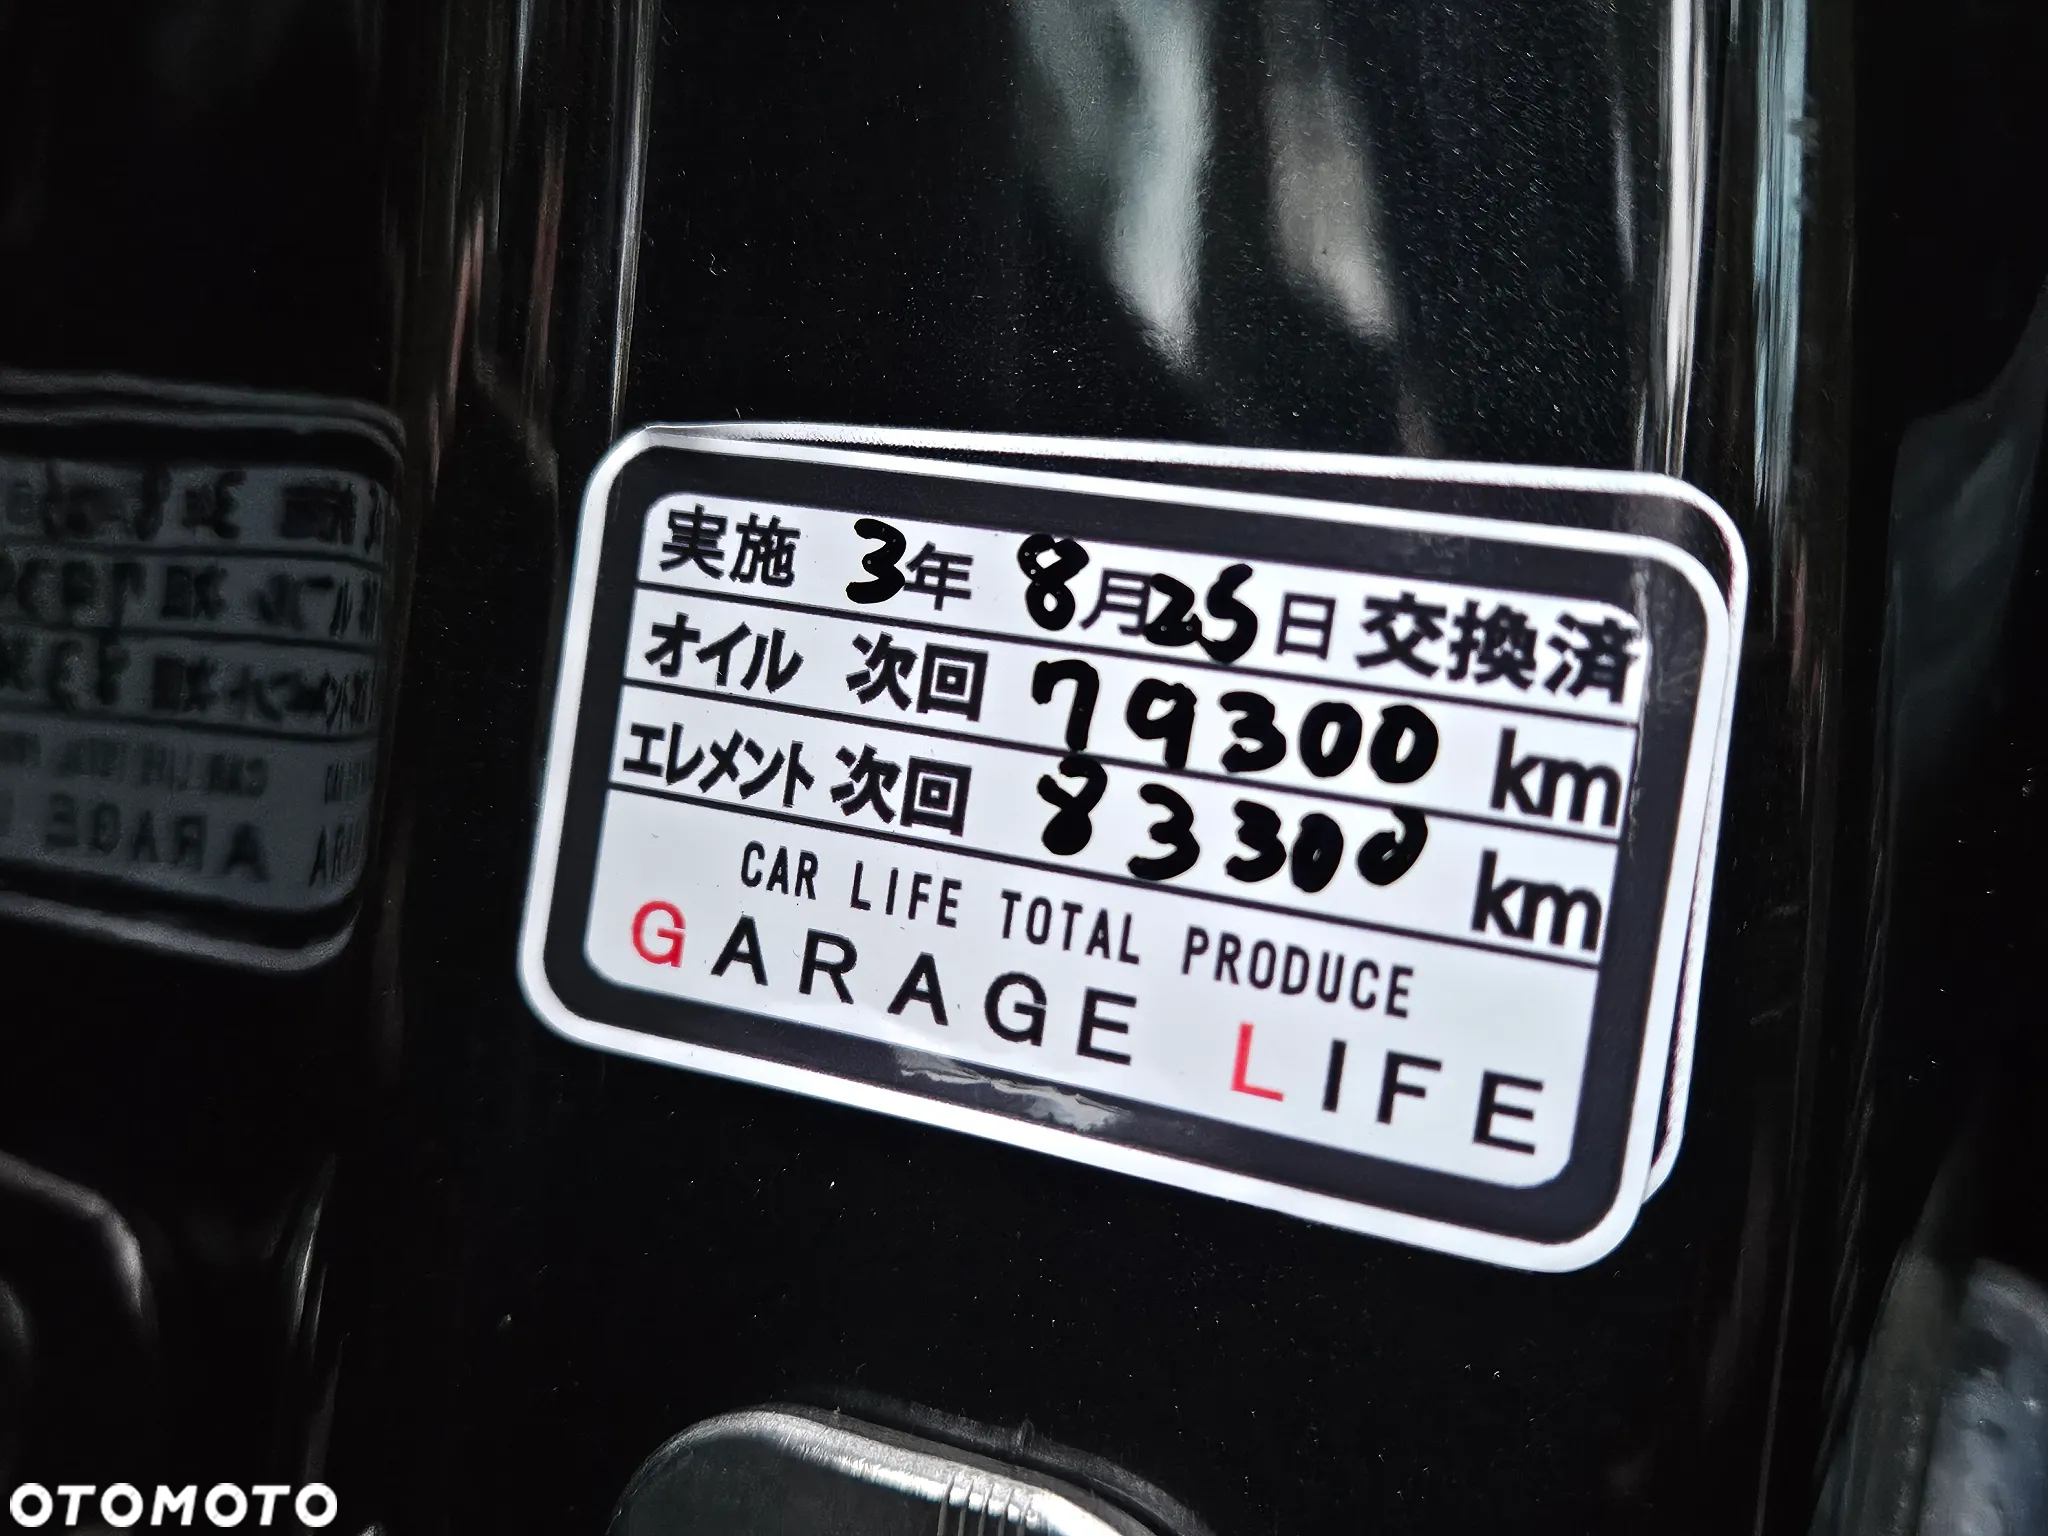 実施 3年 8月25日交換済
オイル 次回 79300 km
エレメント 次回 83300 km
CAR LIFE TOTAL PRODUCE
GARAGE LIFE
OTOMOTO